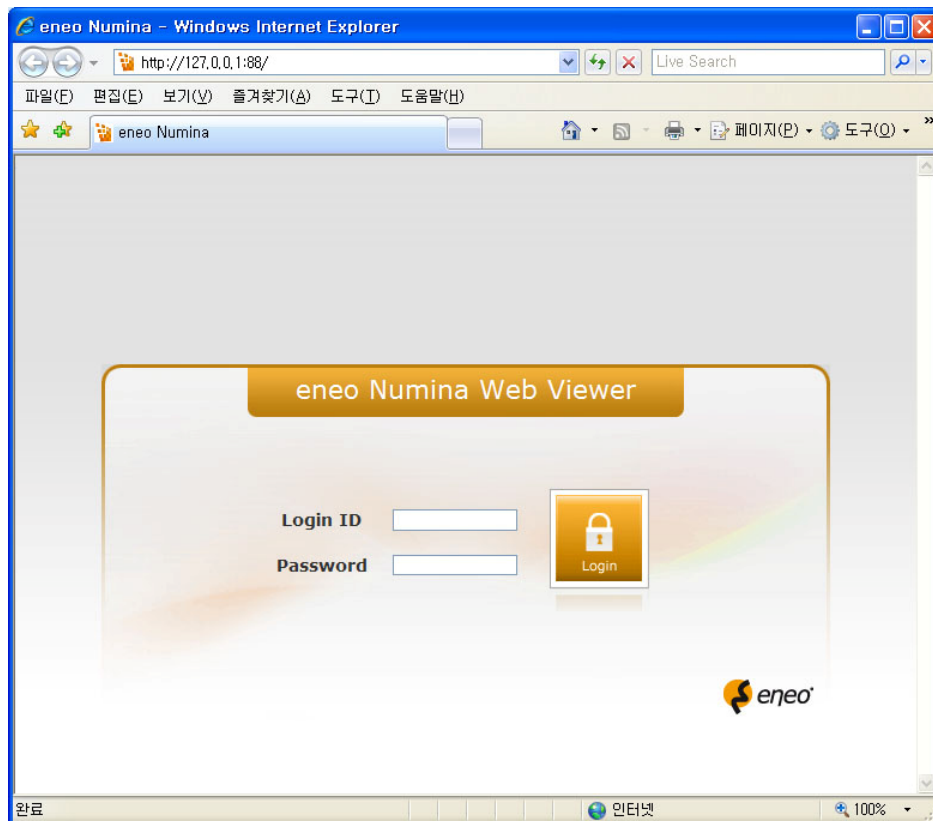 eneo Numina - Windows Internet Explorer
http://127,0,0,1:88/
Live Search
파일(F) 편집(E) 보기(V) 즐겨찾기(A) 도구(T) 도움말(H)
eneo Numina
페이지(P)
도구(O)
eneo Numina Web Viewer
Login ID
Password
Login
eneo
완료
인터넷
100%